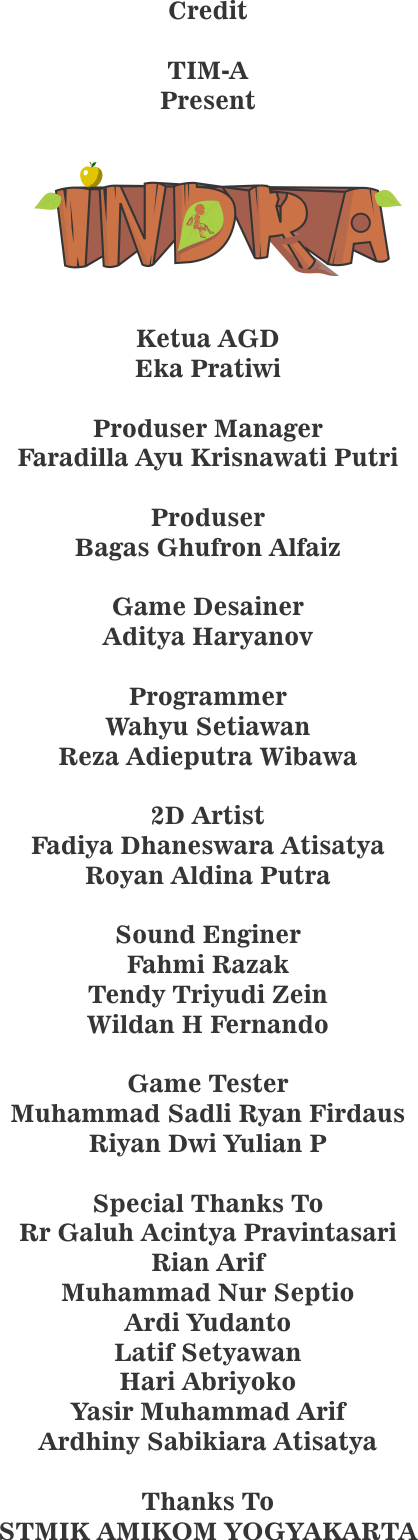 Credit
TIM-A
Present
INDRA
Ketua AGD
Eka Pratiwi
Produser Manager
Faradilla Ayu Krisnawati Putri
Produser
Bagas Ghufron Alfaiz
Game Desainer
Aditya Haryanov
Programmer
Wahyu Setiawan
Reza Adieputra Wibawa
2D Artist
Fadiya Dhaneswara Atisatya
Royan Aldina Putra
Sound Enginer
Fahmi Razak
Tendy Triyudi Zein
Wildan H Fernando
Game Tester
Muhammad Sadli Ryan Firdaus
Riyan Dwi Yulian P
Special Thanks To
Rr Galuh Acintya Pravintasari
Rian Arif
Muhammad Nur Septio
Ardi Yudanto
Latif Setyawan
Hari Abriyoko
Yasir Muhammad Arif
Ardhiny Sabikiara Atisatya
Thanks To
STMIK AMIKOM YOGYAKARTA